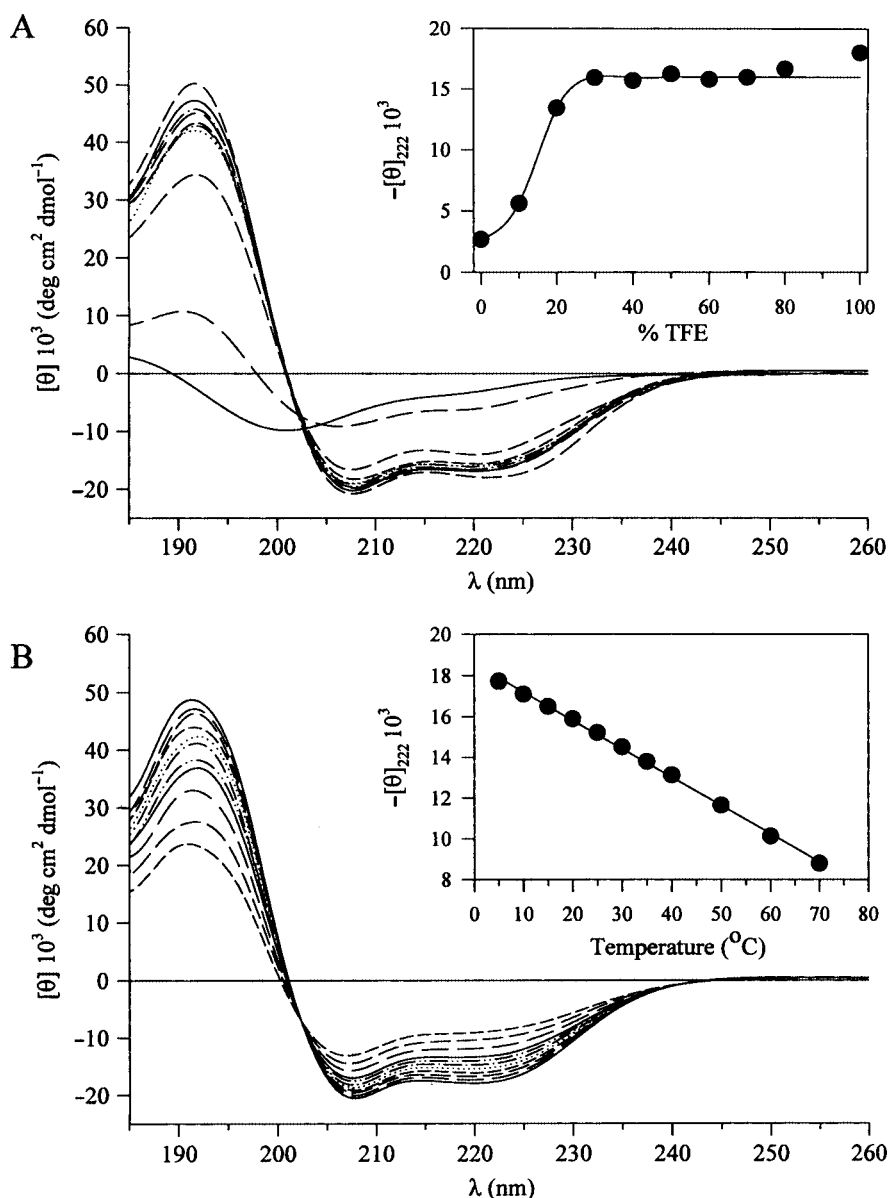 A
60
50
40
30
20
10
0
−10
−20
[θ] 10³ (deg cm² dmol⁻¹)
190 200 210 220 230 240 250 260
λ (nm)
20
15
10
5
0
−[θ]₂₂₂ 10³
0 20 40 60 80 100
% TFE
B
60
50
40
30
20
10
0
−10
−20
[θ] 10³ (deg cm² dmol⁻¹)
190 200 210 220 230 240 250 260
λ (nm)
20
18
16
14
12
10
8
−[θ]₂₂₂ 10³
0 10 20 30 40 50 60 70 80
Temperature (°C)